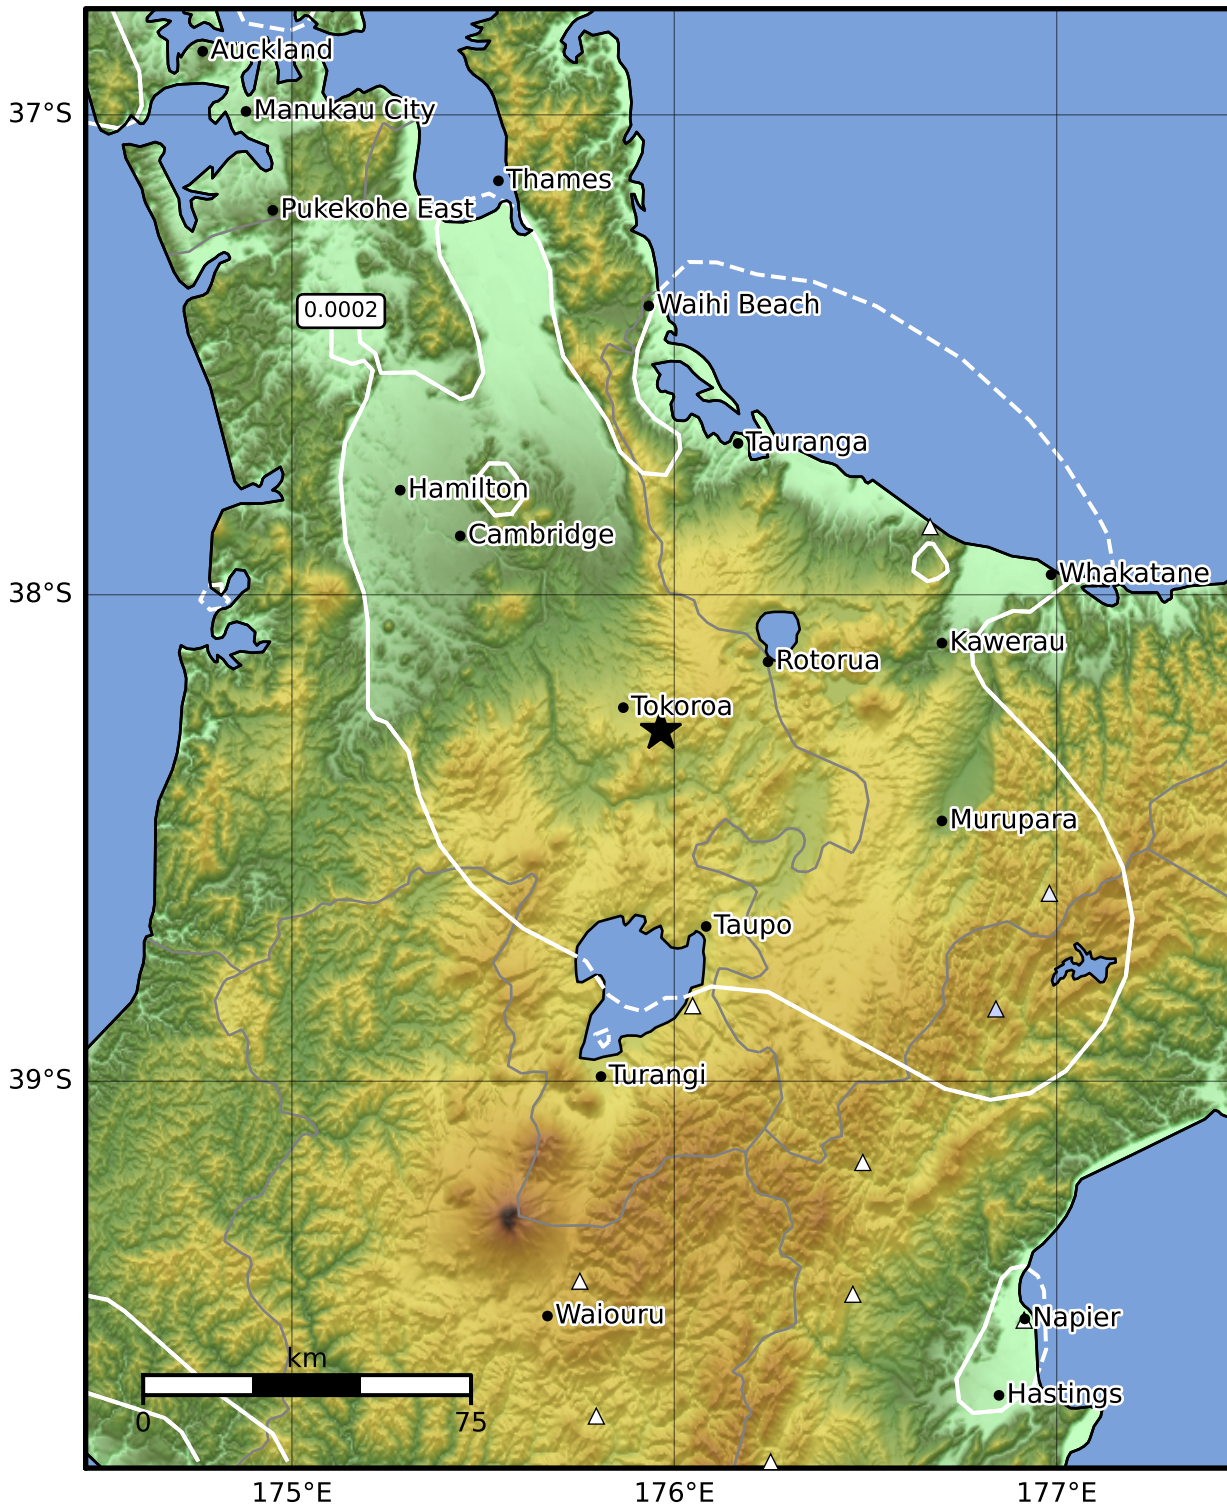 Auckland
37°S
Manukau City
Thames
Pukekohe East
0.0002
Waihi Beach
Tauranga
Hamilton
Cambridge
38°S
Whakatane
Kawerau
Rotorua
Tokoroa
Murupara
Taupo
39°S
Turangi
Waiouru
Napier
km
Hastings
0 75
175°E 176°E 177°E